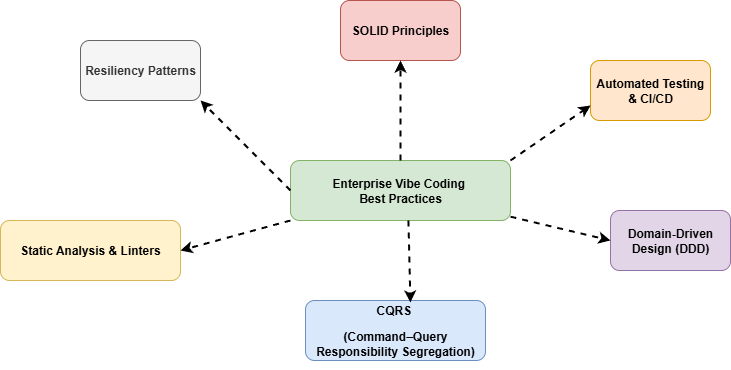 SOLID Principles
Resiliency Patterns
Automated Testing
& CI/CD
Enterprise Vibe Coding
Best Practices
Domain-Driven
Design (DDD)
Static Analysis & Linters
CQRS
(Command–Query
Responsibility Segregation)